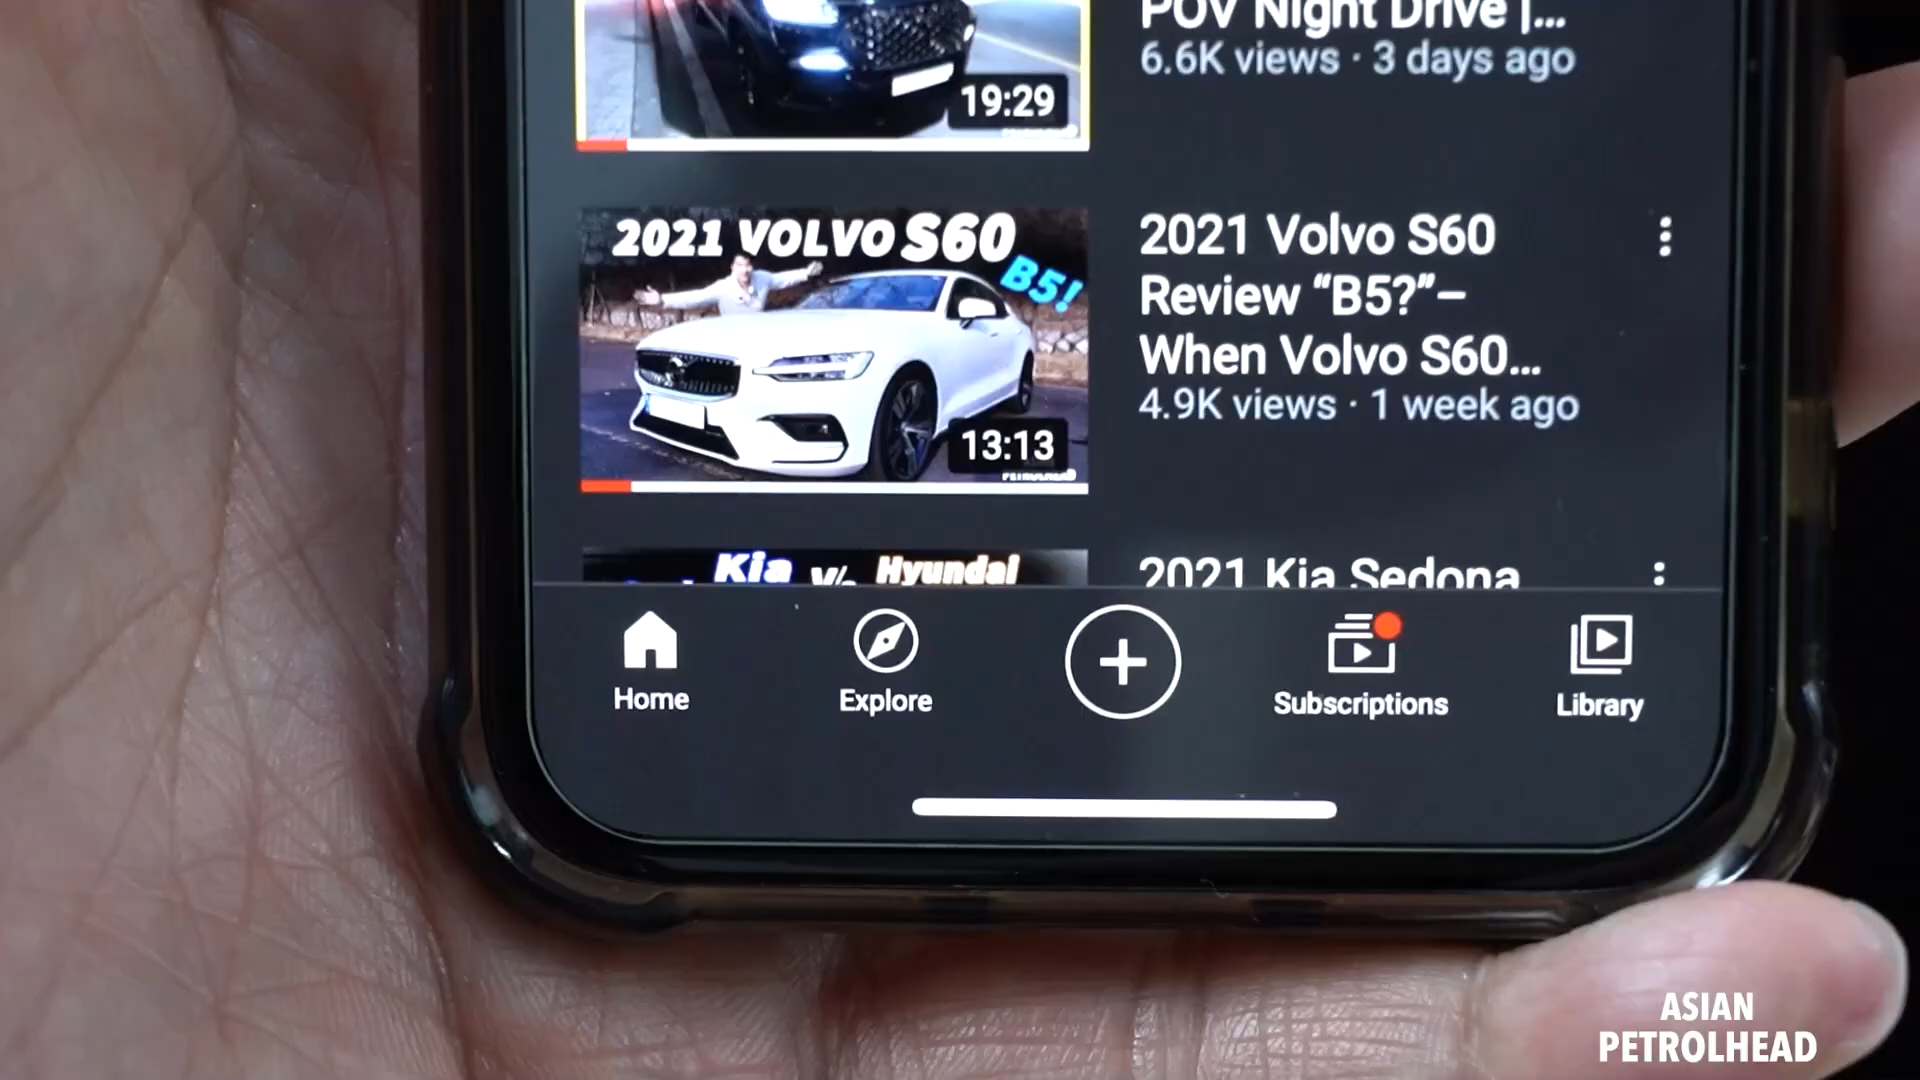 POV Night Drive |...
6.6K views · 3 days ago
19:29
2021 VOLVO S60
B5!
13:13
PETROLHEAD
2021 Volvo S60
Review “B5?”–
When Volvo S60...
4.9K views · 1 week ago
Kia Vs Hyundai
2021 Kia Sedona
Home
Explore
Subscriptions
Library
ASIAN
PETROLHEAD